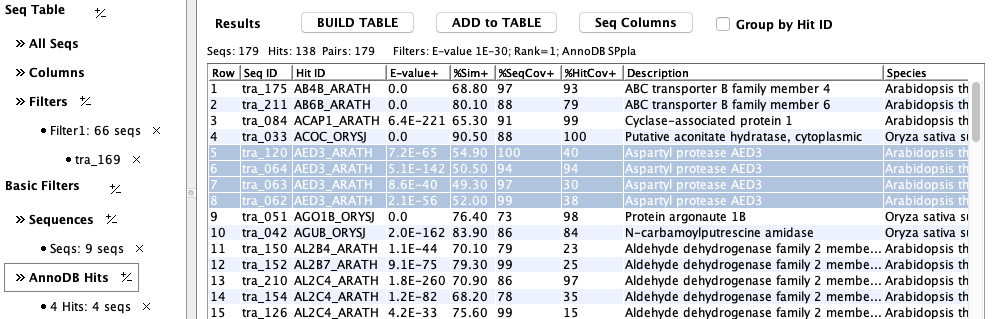 Seq Table
» All Seqs
» Columns
» Filters
• Filter1: 66 seqs ×
• tra_169 ×
Basic Filters
» Sequences
• Seqs: 9 seqs ×
» AnnoDB Hits
• 4 Hits: 4 seqs ×
Results BUILD TABLE ADD to TABLE Seq Columns Group by Hit ID
Seqs: 179 Hits: 138 Pairs: 179 Filters: E-value 1E-30; Rank=1; AnnoDB SPpla
Row Seq ID Hit ID E-value+ %Sim+ %SeqCov+ %HitCov+ Description Species
1 tra_175 AB4B_ARATH 0.0 68.80 97 93 ABC transporter B family member 4 Arabidopsis th
2 tra_211 AB6B_ARATH 0.0 80.10 88 79 ABC transporter B family member 6 Arabidopsis th
3 tra_084 ACAP1_ARATH 6.4E-221 65.30 91 99 Cyclase-associated protein 1 Arabidopsis th
4 tra_033 ACOC_ORYSJ 0.0 90.50 88 100 Putative aconitate hydratase, cytoplasmic Oryza sativa su
5 tra_120 AED3_ARATH 7.2E-65 54.90 100 40 Aspartyl protease AED3 Arabidopsis th
6 tra_064 AED3_ARATH 5.1E-142 50.50 94 94 Aspartyl protease AED3 Arabidopsis th
7 tra_063 AED3_ARATH 8.6E-40 49.30 97 30 Aspartyl protease AED3 Arabidopsis th
8 tra_062 AED3_ARATH 2.1E-56 52.00 99 38 Aspartyl protease AED3 Arabidopsis th
9 tra_051 AGO1B_ORYSJ 0.0 76.40 73 98 Protein argonaute 1B Oryza sativa su
10 tra_042 AGUB_ORYSJ 2.0E-162 83.90 86 84 N-carbamoylputrescine amidase Oryza sativa su
11 tra_150 AL2B4_ARATH 1.1E-44 70.10 79 23 Aldehyde dehydrogenase family 2 membe... Arabidopsis th
12 tra_152 AL2B7_ARATH 9.1E-75 79.30 99 25 Aldehyde dehydrogenase family 2 membe... Arabidopsis th
13 tra_210 AL2C4_ARATH 1.8E-260 70.90 86 97 Aldehyde dehydrogenase family 2 membe... Arabidopsis th
14 tra_154 AL2C4_ARATH 1.2E-82 68.20 78 35 Aldehyde dehydrogenase family 2 membe... Arabidopsis th
15 tra_126 AL2C4_ARATH 4.2E-33 75.60 99 15 Aldehyde dehydrogenase family 2 membe... Arabidopsis th